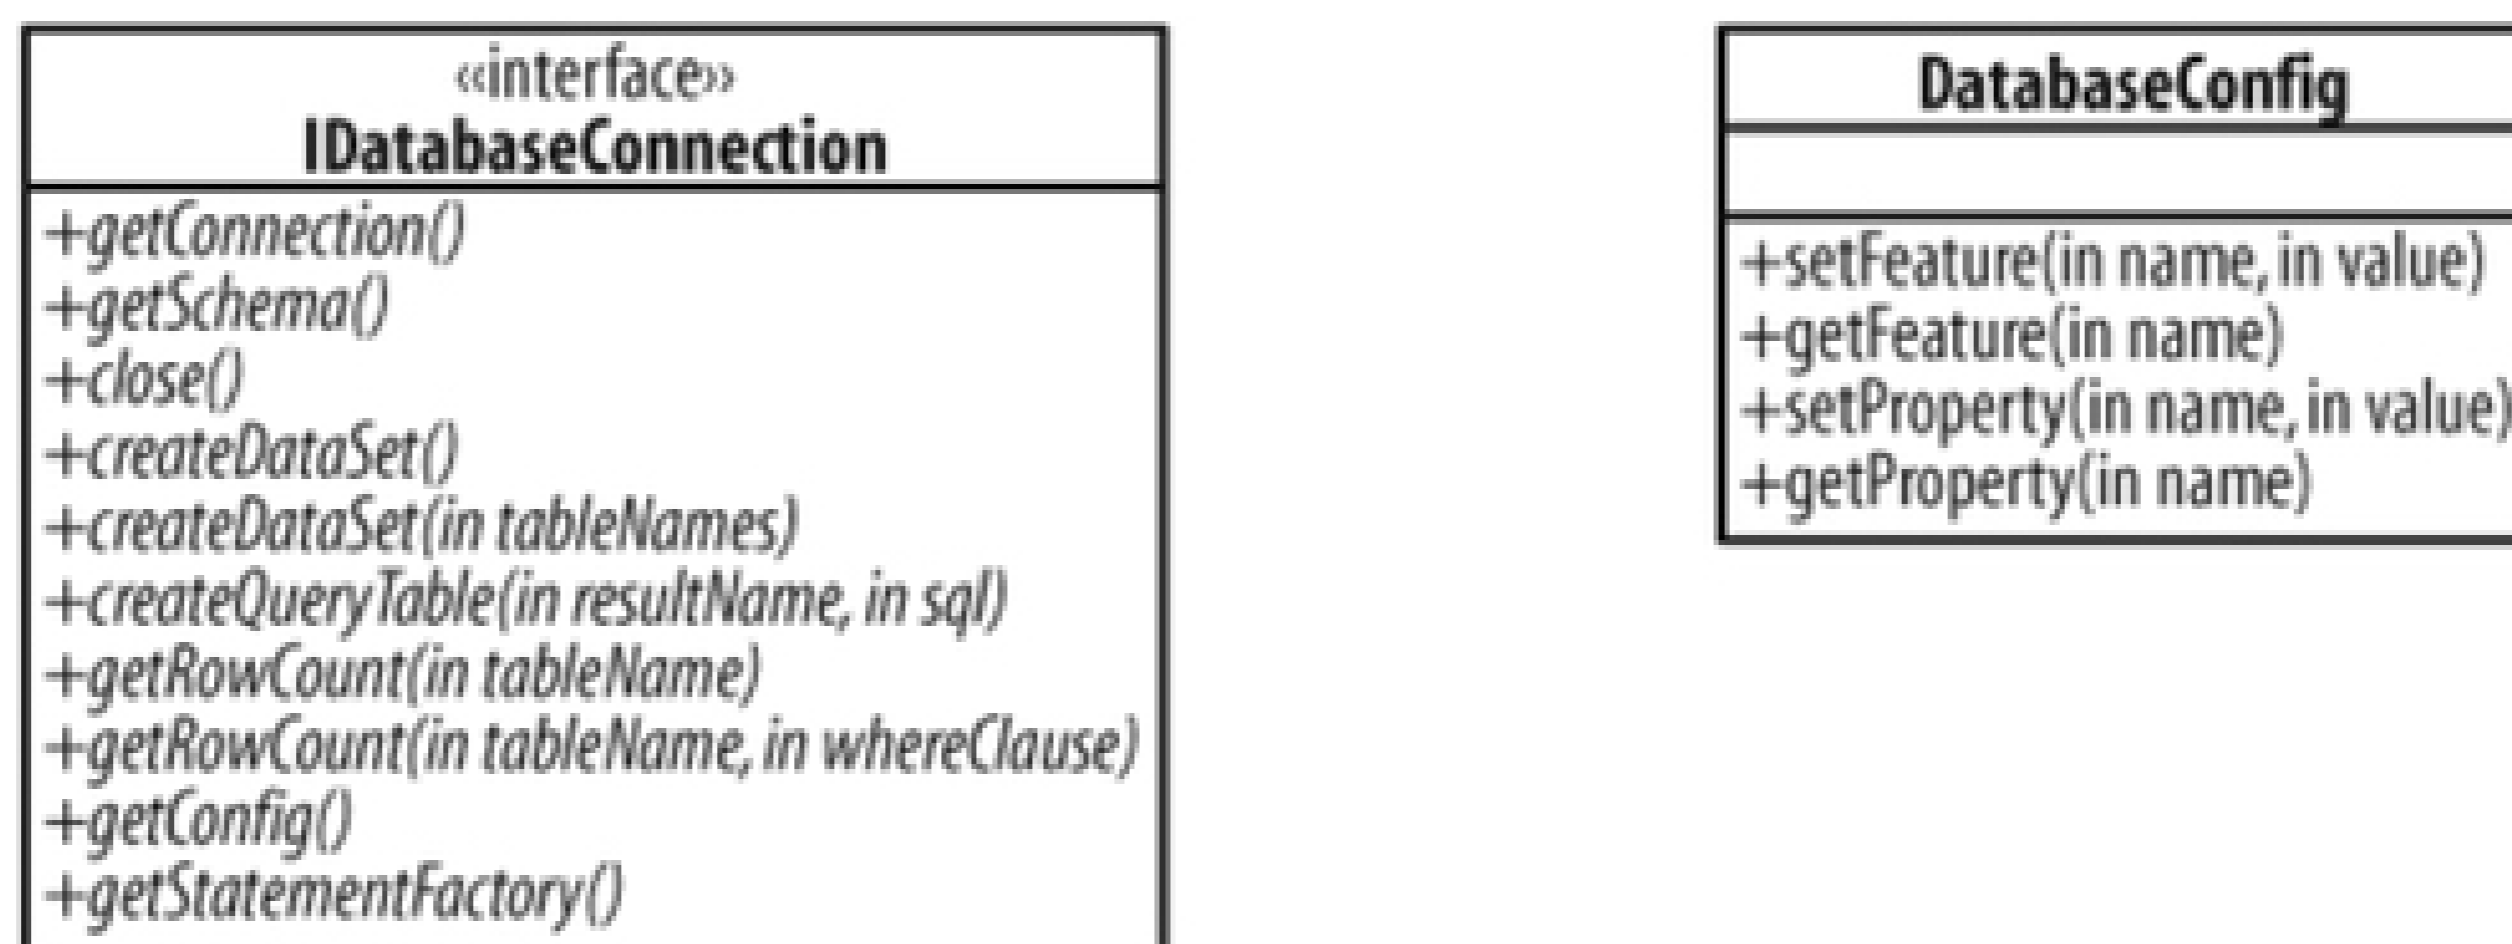 «interface»
IDatabaseConnection
+getConnection()
+getSchema()
+close()
+createDataSet()
+createDataSet(in tableNames)
+createQueryTable(in resultName, in sql)
+getRowCount(in tableName)
+getRowCount(in tableName, in whereClause)
+getConfig()
+getStatementFactory()
DatabaseConfig
+setFeature(in name, in value)
+getFeature(in name)
+setProperty(in name, in value)
+getProperty(in name)